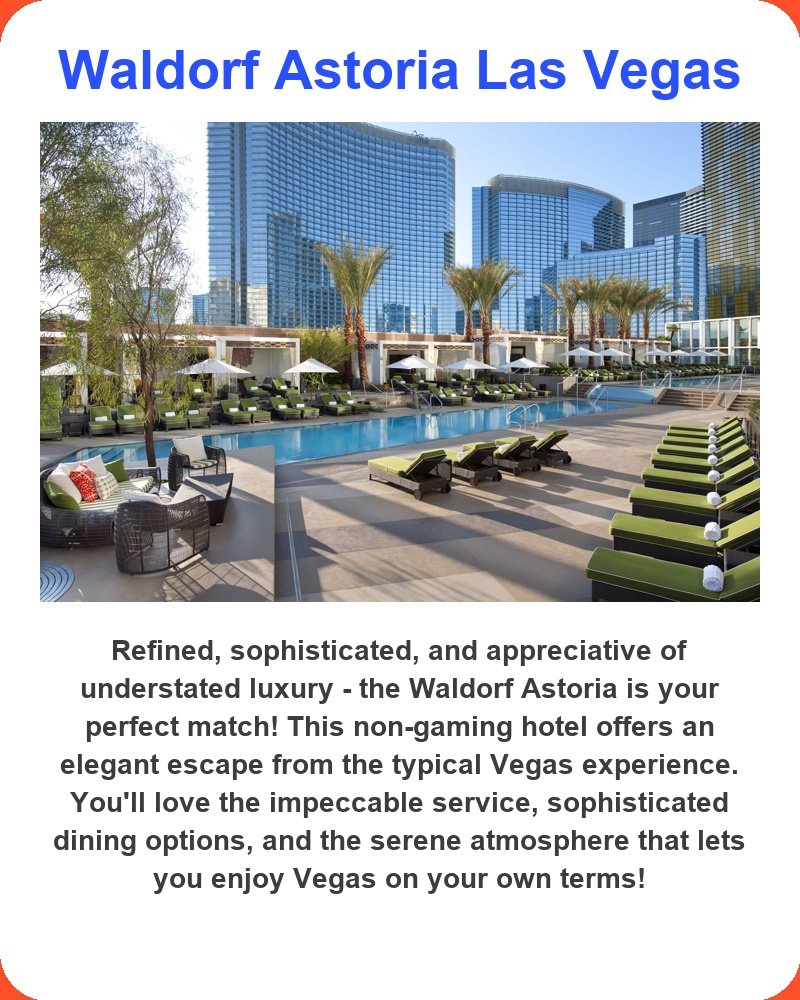 Waldorf Astoria Las Vegas
Refined, sophisticated, and appreciative of
understated luxury - the Waldorf Astoria is your
perfect match! This non-gaming hotel offers an
elegant escape from the typical Vegas experience.
You'll love the impeccable service, sophisticated
dining options, and the serene atmosphere that lets
you enjoy Vegas on your own terms!